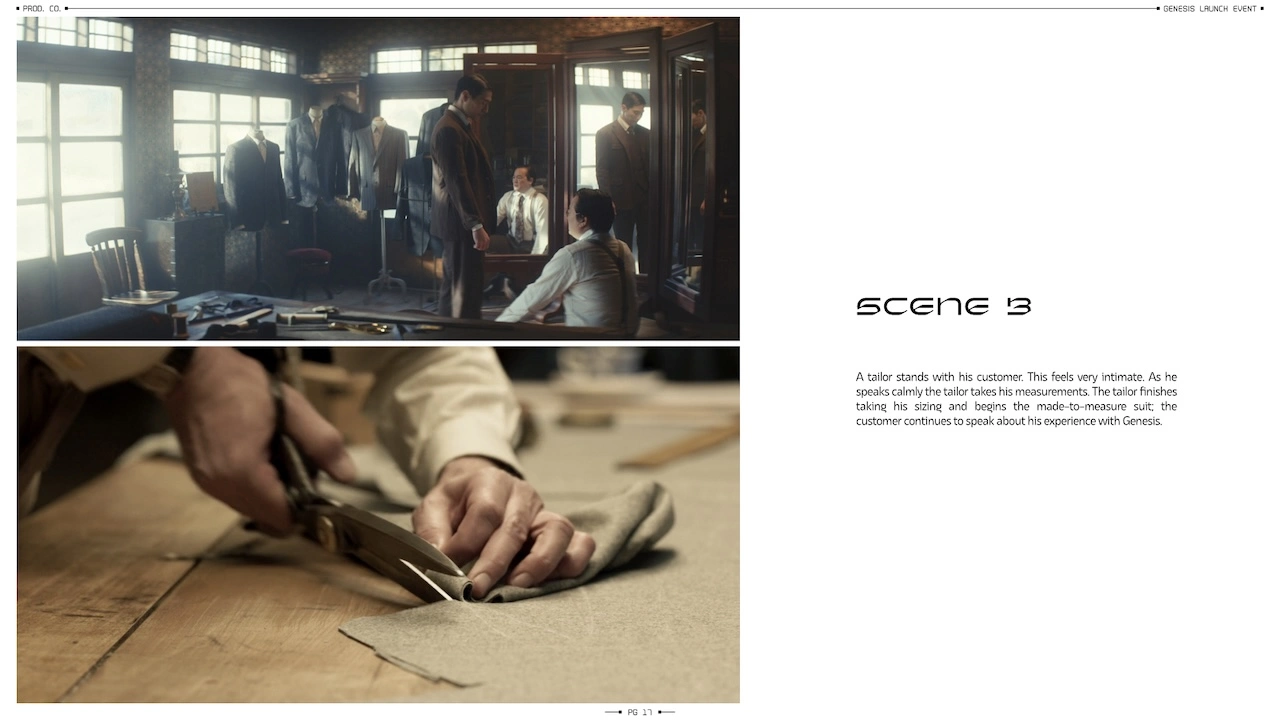 PROD. CO.
GENESIS LAUNCH EVENT
SCENE 3
A tailor stands with his customer. This feels very intimate. As he
speaks calmly the tailor takes his measurements. The tailor finishes
taking his sizing and begins the made-to-measure suit; the
customer continues to speak about his experience with Genesis.
PG 17